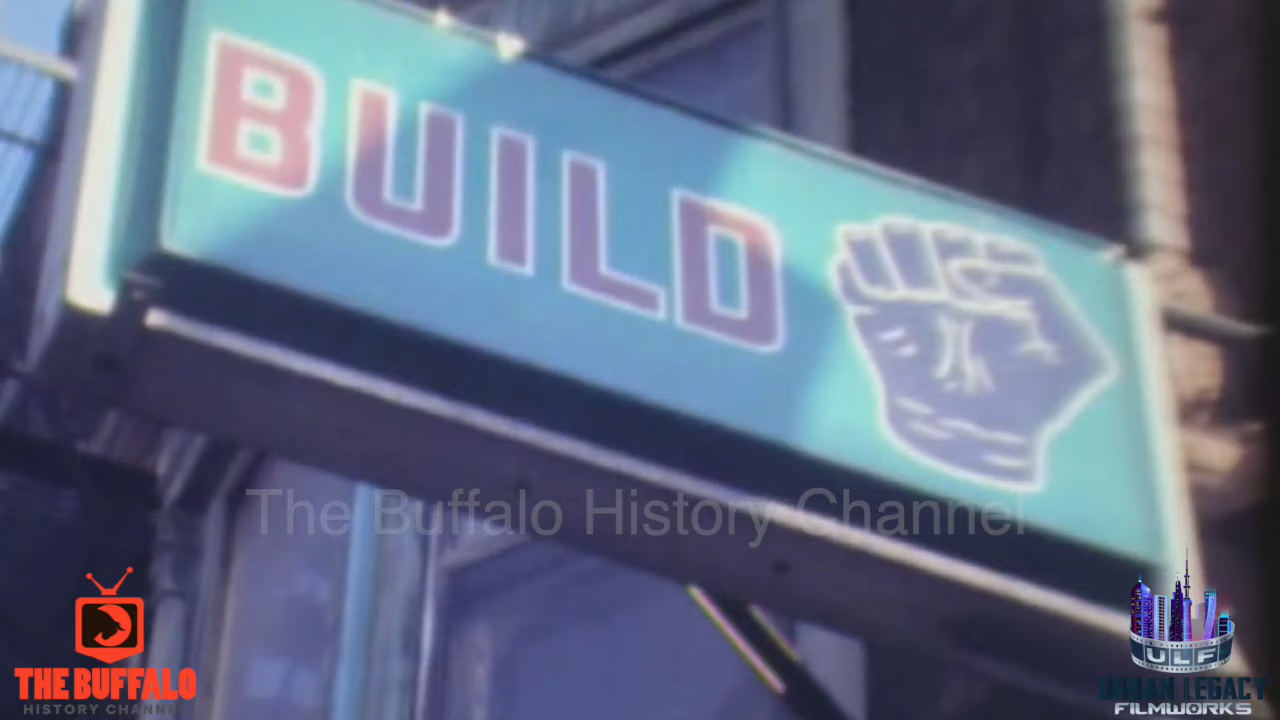 BUILD
The Buffalo History Channel
THE BUFFALO
HISTORY CHANNEL
ULF
URBAN LEGACY
FILMWORKS